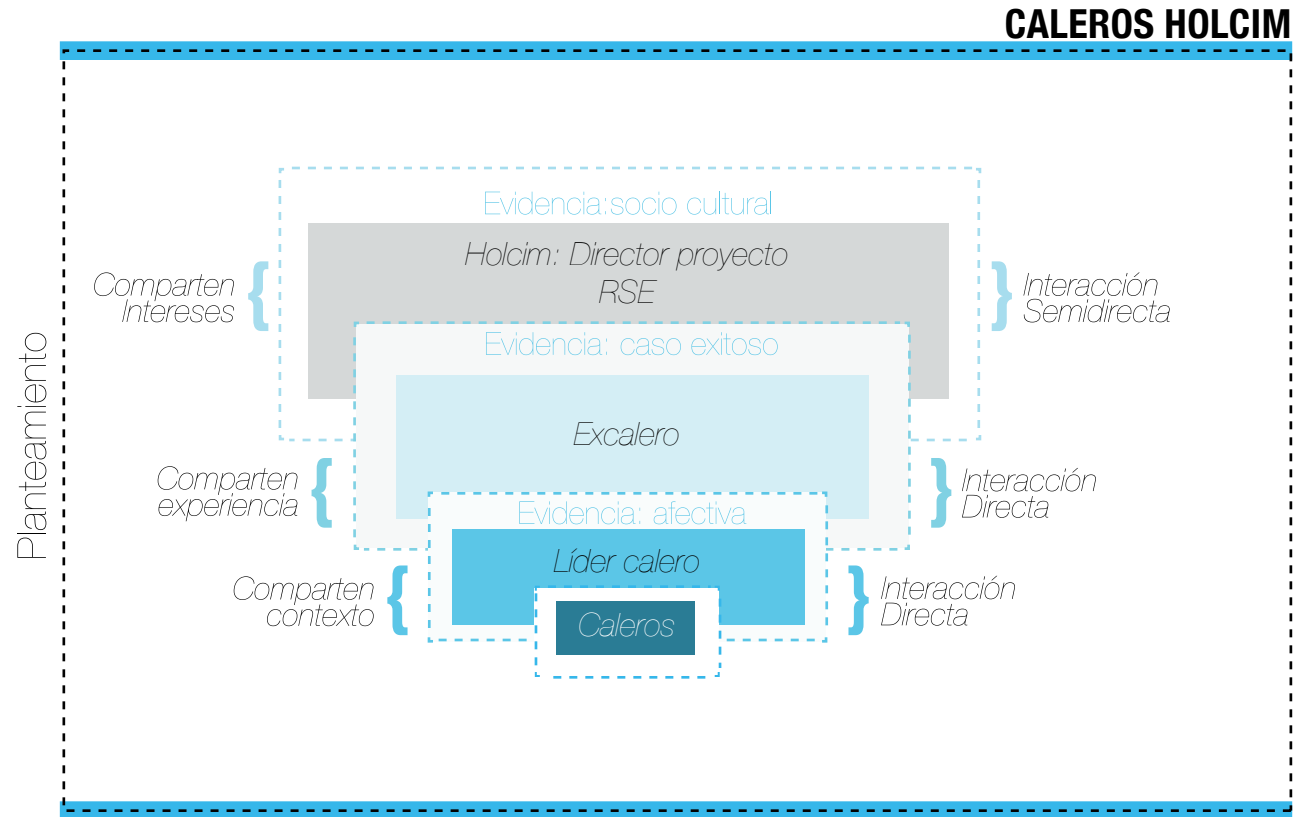 CALEROS HOLCIM
Planteamiento
Evidencia:socio cultural
Holcim: Director proyecto
RSE
Comparten
Intereses
Interacción
Semidirecta
Evidencia: caso exitoso
Excalero
Comparten
experiencia
Interacción
Directa
Evidencia: afectiva
Líder calero
Comparten
contexto
Interacción
Directa
Caleros